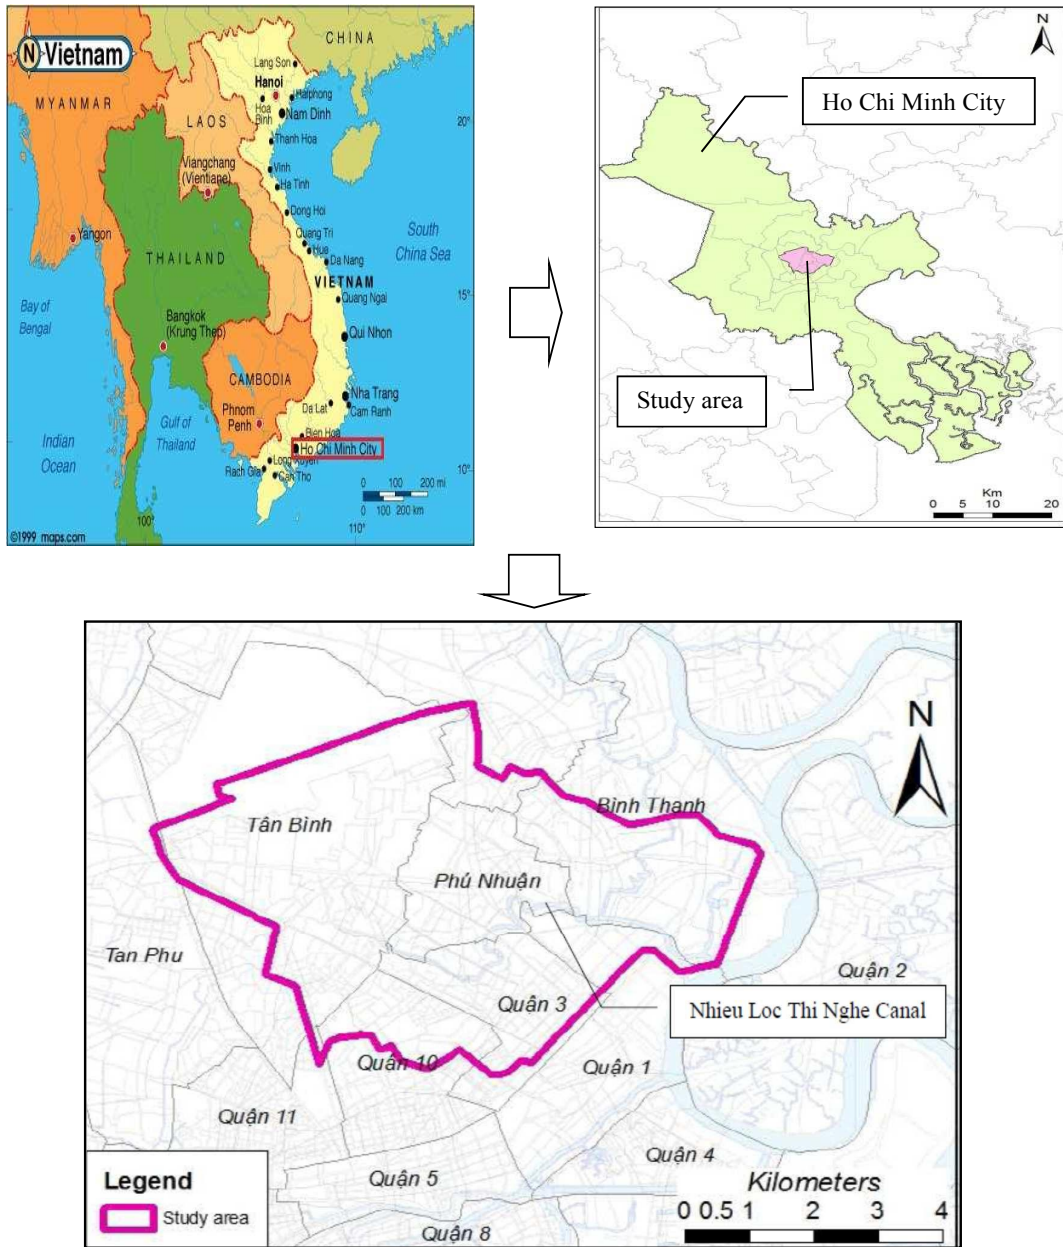 N Vietnam
CHINA
Lang Son
Hanoi
Haiphong
Hoa
Binh
Nam Dinh
MYANMAR
LAOS
20°
Thanh Hoa
Viangchang
(Vientiane)
Vinh
Ha Tinh
Dong Hoi
Yangon
Quang Tri
Hue
South
China Sea
THAILAND
Da Nang
VIETNAM
Quang Ngai
15°
Bay of
Bengal
Bangkok
(Krung Thep)
Qui Nhon
CAMBODIA
Nha Trang
Da Lat
Cam Ranh
Phnom
Penh
Gulf of
Thailand
Indian
Ocean
Bien Hoa
Ho Chi Minh City
Long Xuyen
Rach Gia
Can Tho
10°
0 100 200 mi
0 100 200 km
100°
110°
©1999 maps.com
N
Ho Chi Minh City
Study area
Km
0 5 10 20
N
Bình Thanh
Tân Bình
Phú Nhuận
Tan Phu
Quận 2
Quận 3
Nhieu Loc Thi Nghe Canal
Quận 10
Quận 1
Quận 11
Quận 4
Quận 5
Quận 8
Legend
Study area
Kilometers
0 0.5 1 2 3 4